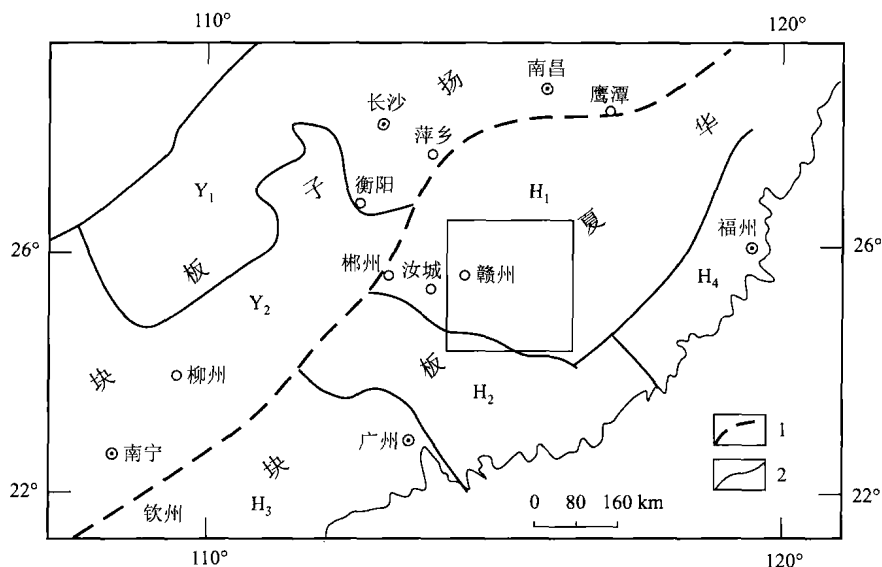 110°
120°
扬
南昌
鹰潭
长沙
华
萍乡
子
衡阳
Y₁
H₁
夏
26°
26°
福州
板
郴州
汝城
赣州
H₄
Y₂
板
块
柳州
H₂
广州
1
南宁
块
2
22°
22°
0 80 160 km
钦州
H₃
110°
120°